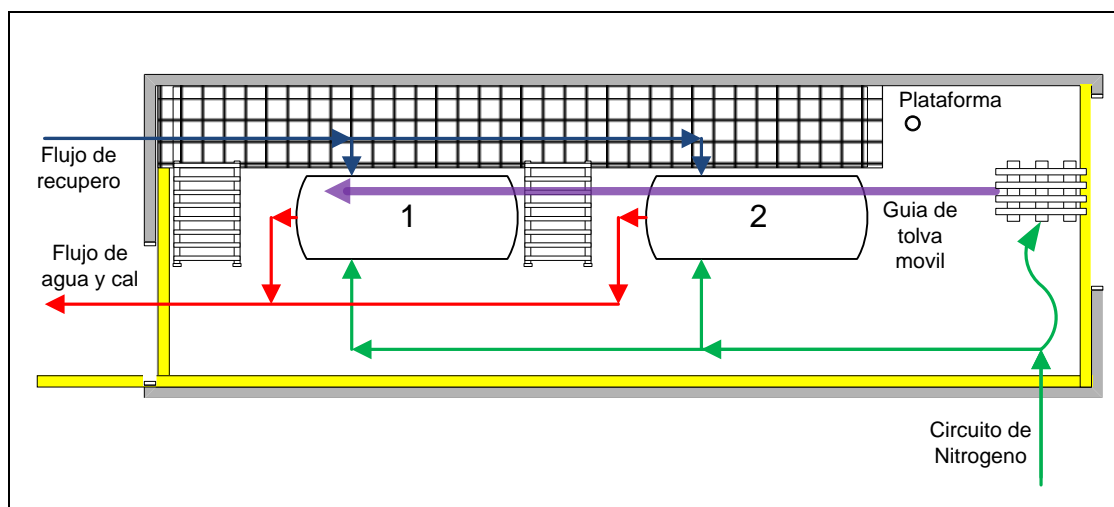 Plataforma
Flujo de
recupero
1
2
Guia de
tolva
movil
Flujo de
agua y cal
Circuito de
Nitrogeno